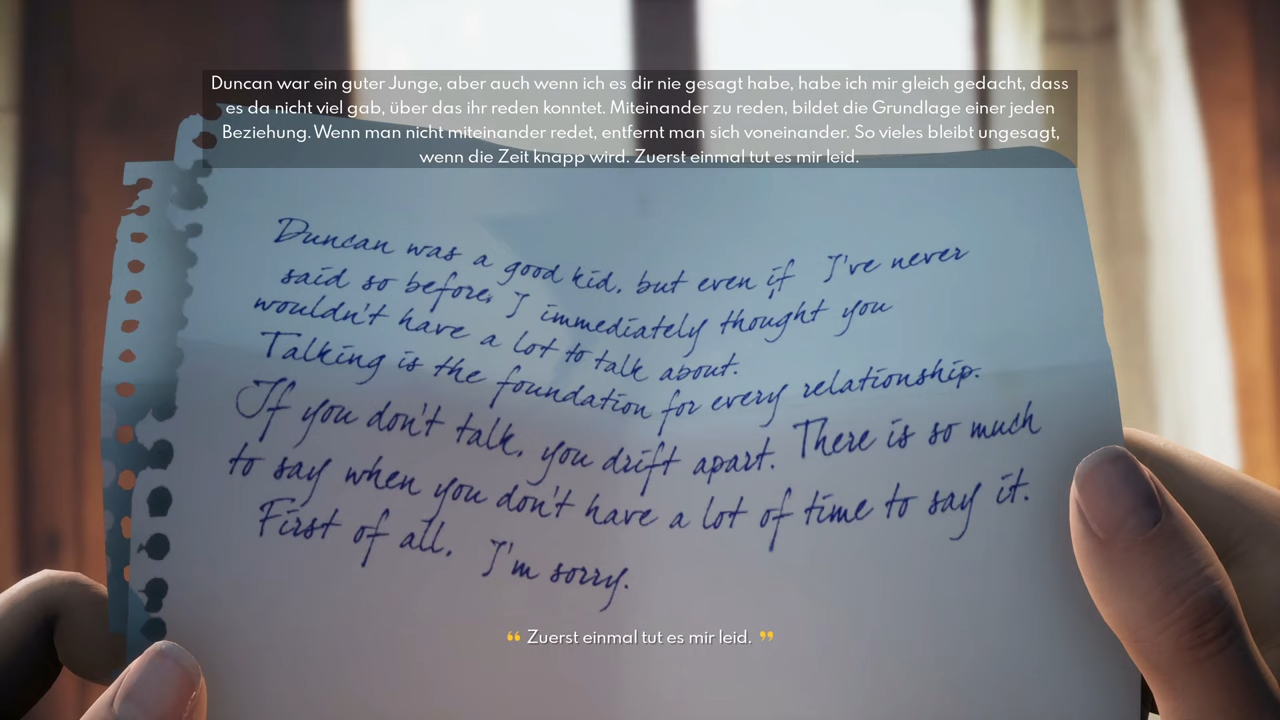 Duncan war ein guter Junge, aber auch wenn ich es dir nie gesagt habe, habe ich mir gleich gedacht, dass
es da nicht viel gab, über das ihr reden konntet. Miteinander zu reden, bildet die Grundlage einer jeden
Beziehung. Wenn man nicht miteinander redet, entfernt man sich voneinander. So vieles bleibt ungesagt,
wenn die Zeit knapp wird. Zuerst einmal tut es mir leid.
Duncan was a good kid, but even if I've never
said so before, I immediately thought you
wouldn't have a lot to talk about.
Talking is the foundation for every relationship.
If you don't talk, you drift apart. There is so much
to say when you don't have a lot of time to say it.
First of all, I'm sorry.
“ Zuerst einmal tut es mir leid. ”